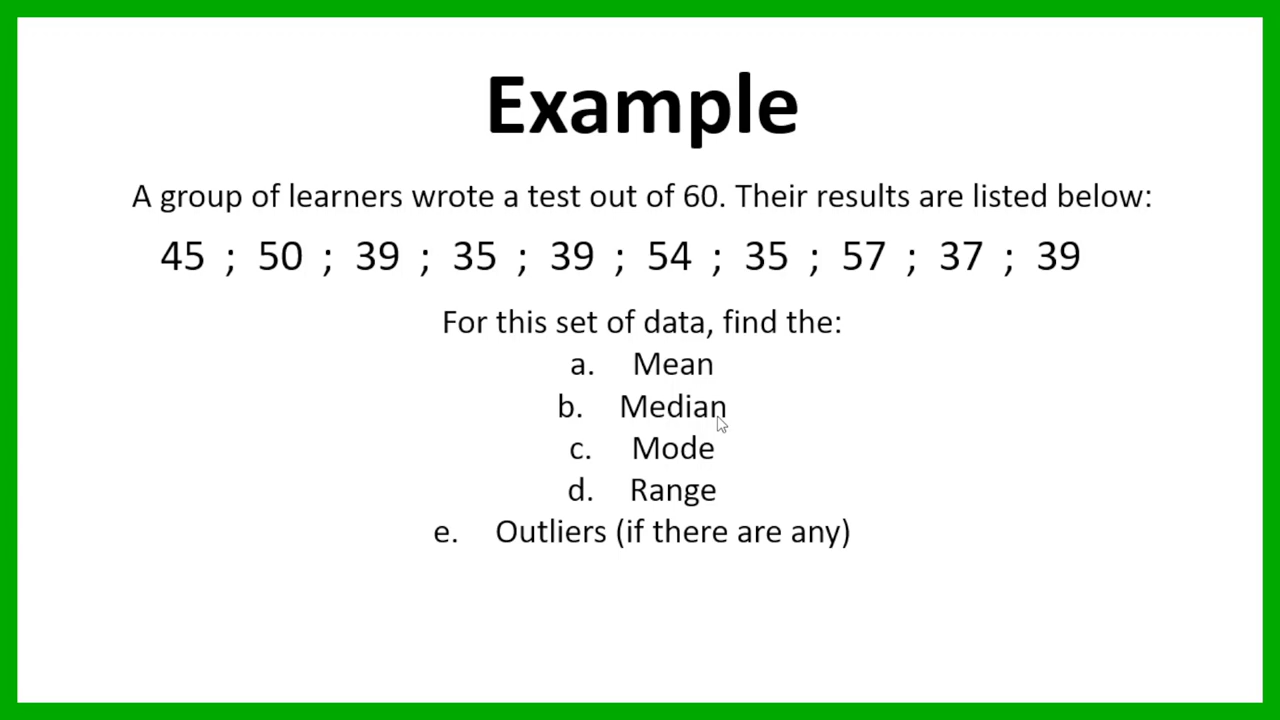 Example
A group of learners wrote a test out of 60. Their results are listed below:
45 ; 50 ; 39 ; 35 ; 39 ; 54 ; 35 ; 57 ; 37 ; 39
For this set of data, find the:
a. Mean
b. Median
c. Mode
d. Range
e. Outliers (if there are any)